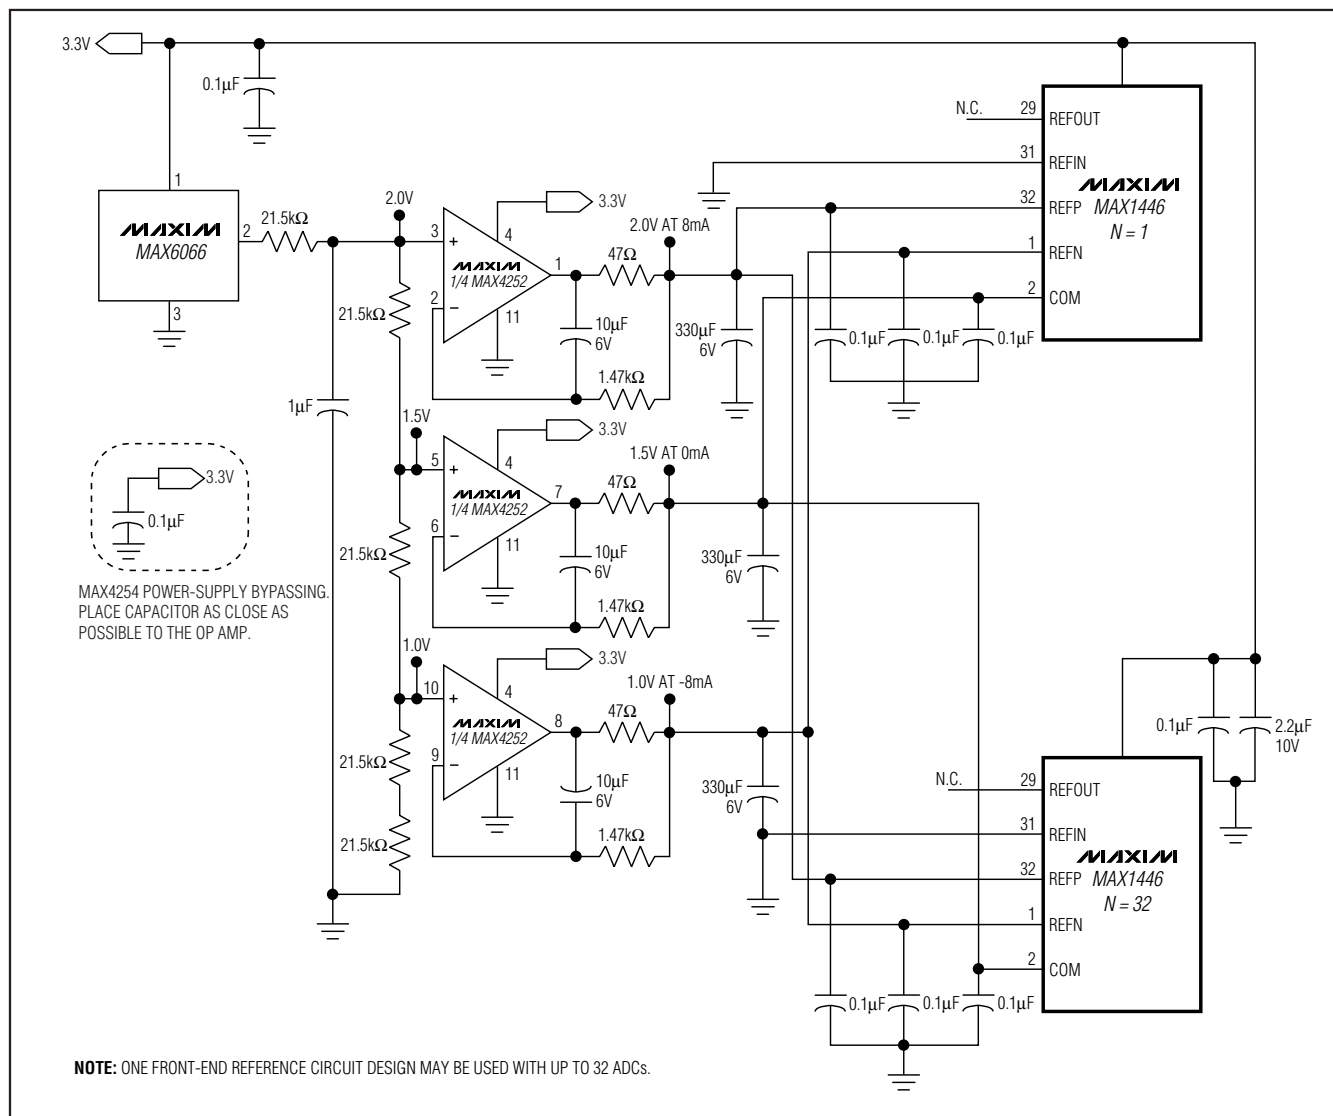 3.3V
0.1µF
N.C.
29
REFOUT
31
REFIN
MAXIM
MAX1446
N = 1
32
REFP
1
REFN
2
COM
1
MAXIM
MAX6066
2
3
21.5kΩ
2.0V
3
+
4
3.3V
MAXIM
1/4 MAX4252
1
2
−
11
47Ω
2.0V AT 8mA
10µF
6V
1.47kΩ
330µF
6V
0.1µF
0.1µF
0.1µF
21.5kΩ
1µF
1.5V
5
+
4
3.3V
MAXIM
1/4 MAX4252
7
6
−
11
47Ω
1.5V AT 0mA
10µF
6V
1.47kΩ
330µF
6V
21.5kΩ
3.3V
0.1µF
MAX4254 POWER-SUPPLY BYPASSING.
PLACE CAPACITOR AS CLOSE AS
POSSIBLE TO THE OP AMP.
1.0V
10
+
4
3.3V
MAXIM
1/4 MAX4252
8
9
−
11
47Ω
1.0V AT -8mA
10µF
6V
1.47kΩ
330µF
6V
21.5kΩ
21.5kΩ
0.1µF
2.2µF
10V
N.C.
29
REFOUT
31
REFIN
MAXIM
MAX1446
N = 32
32
REFP
1
REFN
2
COM
0.1µF
0.1µF
0.1µF
NOTE: ONE FRONT-END REFERENCE CIRCUIT DESIGN MAY BE USED WITH UP TO 32 ADCs.